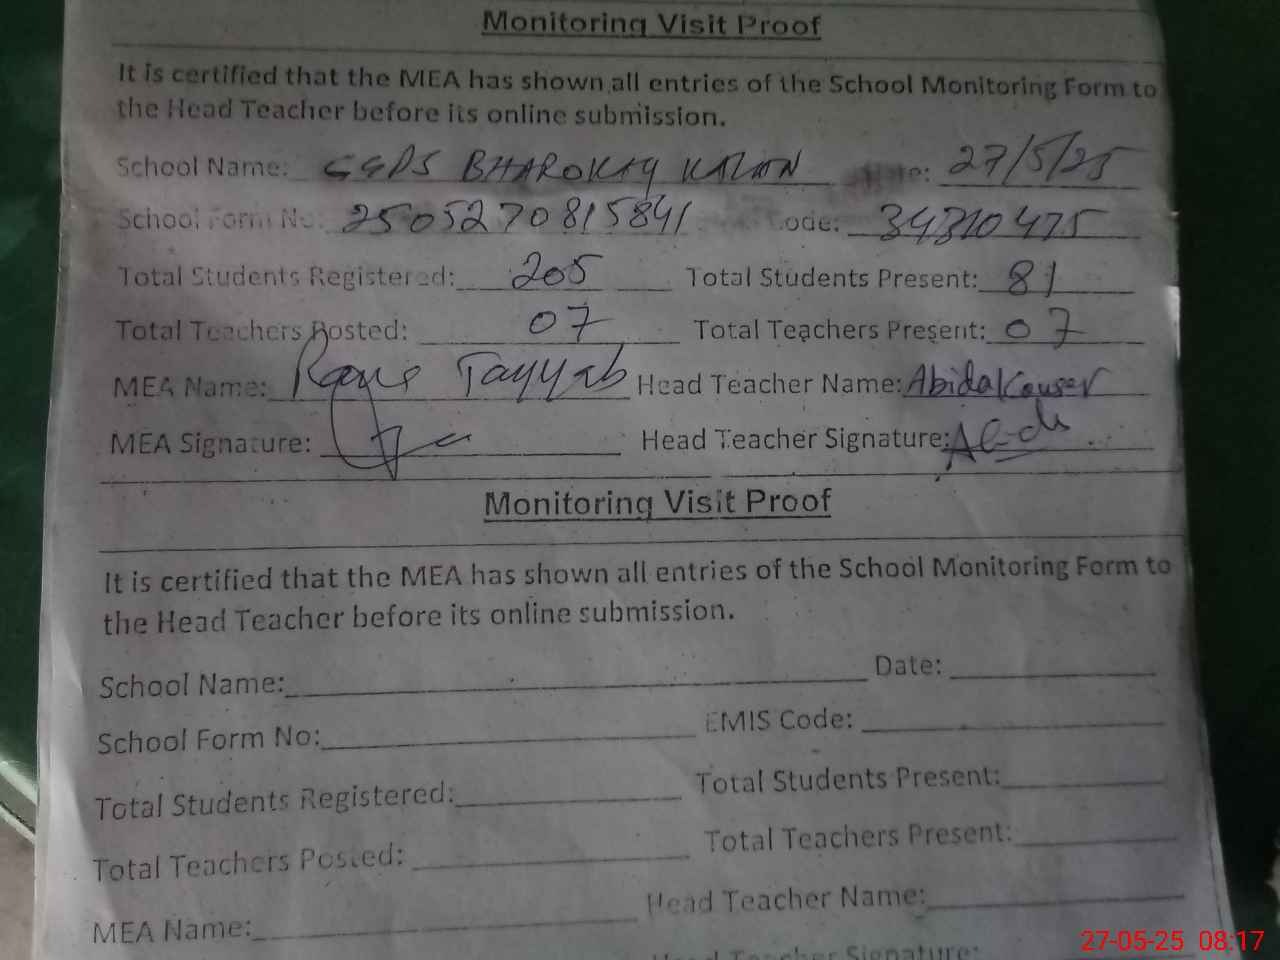 Monitoring Visit Proof
It is certified that the MEA has shown all entries of the School Monitoring Form to
the Head Teacher before its online submission.
School Name: GGPS BHAROKAY KALAN Date: 27/5/25
School Form No: 2505270815841 Code: 34310475
Total Students Registered: 205 Total Students Present: 81
Total Teachers Posted: 07 Total Teachers Present: 07
MEA Name: Rana Tayyab Head Teacher Name: Abida Kauser
MEA Signature: Head Teacher Signature:
Monitoring Visit Proof
It is certified that the MEA has shown all entries of the School Monitoring Form to
the Head Teacher before its online submission.
School Name: Date:
School Form No: EMIS Code:
Total Students Registered: Total Students Present:
Total Teachers Posted: Total Teachers Present:
MEA Name: Head Teacher Name:
Head Teacher Signature:
27-05-25 08:17